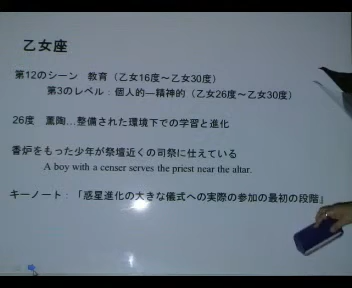 乙女座
第12のシーン 教育（乙女16度～乙女30度）
第3のレベル：個人的―精神的（乙女26度～乙女30度）
26度 薫陶…整備された環境下での学習と進化
香炉をもった少年が祭壇近くの司祭に仕えている
A boy with a censer serves the priest near the altar.
キーノート：「惑星進化の大きな儀式への実際の参加の最初の段階」